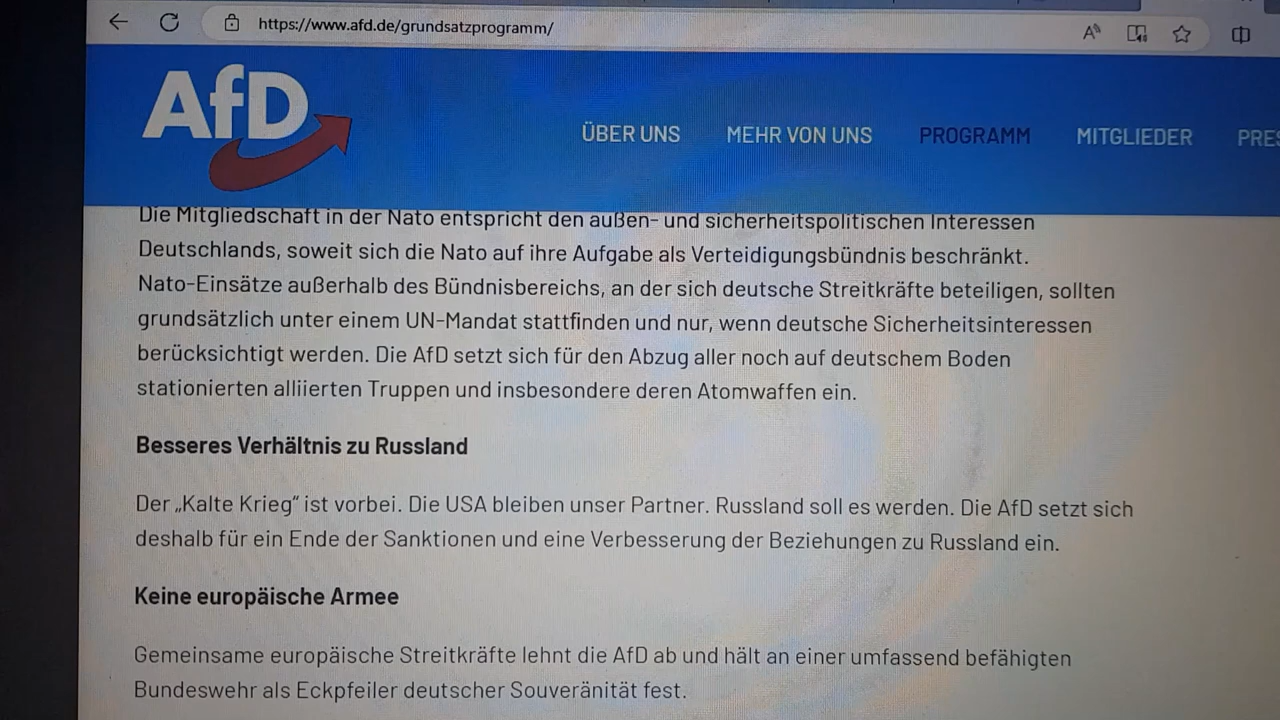 https://www.afd.de/grundsatzprogramm/
AfD
ÜBER UNS MEHR VON UNS PROGRAMM MITGLIEDER
Die Mitgliedschaft in der Nato entspricht den außen- und sicherheitspolitischen Interessen
Deutschlands, soweit sich die Nato auf ihre Aufgabe als Verteidigungsbündnis beschränkt.
Nato-Einsätze außerhalb des Bündnisbereichs, an der sich deutsche Streitkräfte beteiligen, sollten
grundsätzlich unter einem UN-Mandat stattfinden und nur, wenn deutsche Sicherheitsinteressen
berücksichtigt werden. Die AfD setzt sich für den Abzug aller noch auf deutschem Boden
stationierten alliierten Truppen und insbesondere deren Atomwaffen ein.
Besseres Verhältnis zu Russland
Der „Kalte Krieg“ ist vorbei. Die USA bleiben unser Partner. Russland soll es werden. Die AfD setzt sich
deshalb für ein Ende der Sanktionen und eine Verbesserung der Beziehungen zu Russland ein.
Keine europäische Armee
Gemeinsame europäische Streitkräfte lehnt die AfD ab und hält an einer umfassend befähigten
Bundeswehr als Eckpfeiler deutscher Souveränität fest.